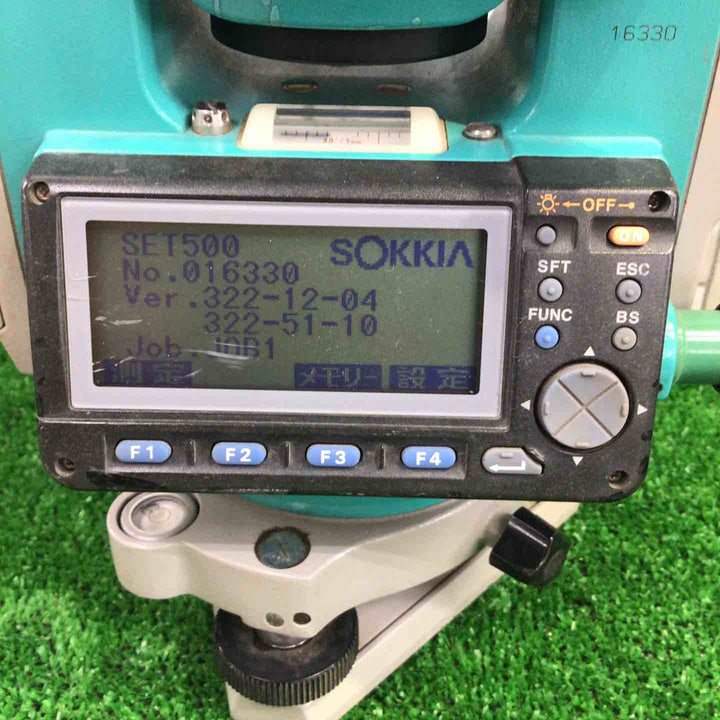 16330
SET500 SOKKIA
No.016330
Ver.322-12-04
322-51-10
Job.JOB1
測定 メモリー 設定
←OFF→
ON
SFT ESC
FUNC BS
F1 F2 F3 F4